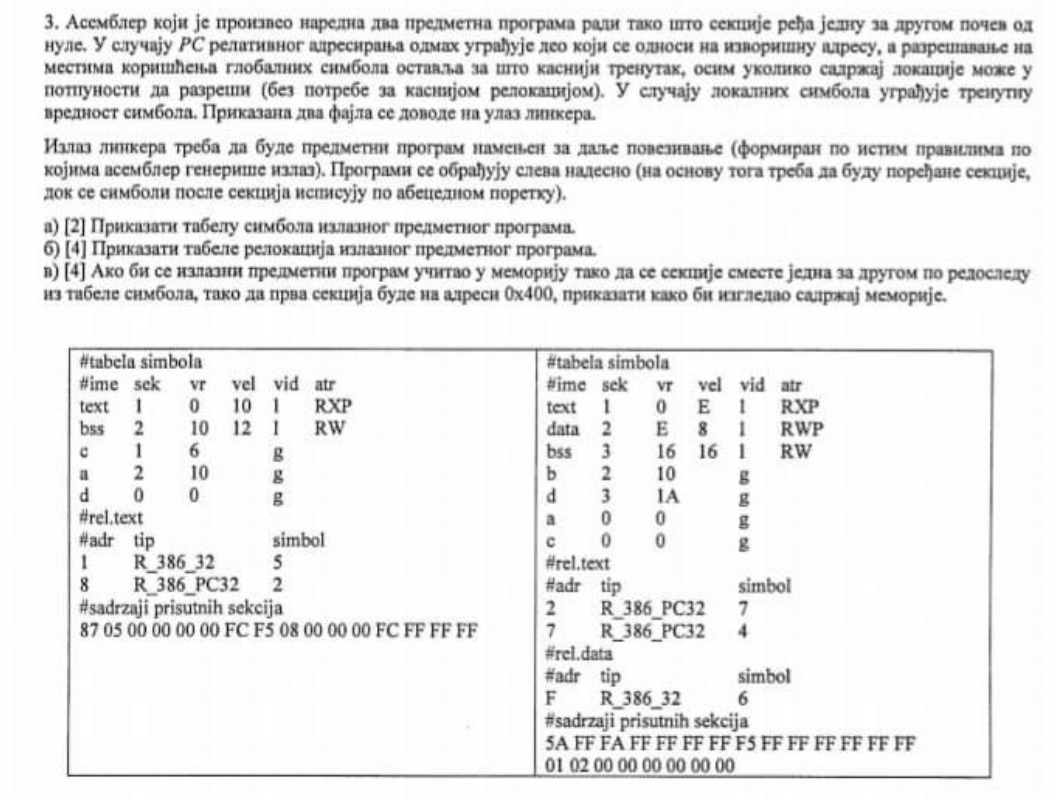 3. Асемблер који је произвео наредна два предметна програма ради тако што секције ређа једну за другом почев од
нуле. У случају PC релативног адресирања одмах уграђује део који се односи на изворишну адресу, а разрешавање на
местима коришћења глобалних симбола оставља за што каснији тренутак, осим уколико садржај локације може у
потпуности да разреши (без потребе за каснијом релокацијом). У случају локалних симбола уграђује тренутну
вредност симбола. Приказана два фајла се доводе на улаз линкера.
Излаз линкера треба да буде предметни програм намењен за даље повезивање (формиран по истим правилима по
којима асемблер генерише излаз). Програми се обрађују слева надесно (на основу тога треба да буду поређане секције,
док се симболи после секција исписују по абецедном поретку).
а) [2] Приказати табелу симбола излазног предметног програма.
б) [4] Приказати табеле релокација излазног предметног програма.
в) [4] Ако би се излазни предметни програм учитао у меморију тако да се секције сместе једна за другом по редоследу
из табеле симбола, тако да прва секција буде на адреси 0x400, приказати како би изгледао садржај меморије.
#tabela simbola
#ime sek vr vel vid atr
text 1 0 10 l RXP
bss 2 10 12 l RW
c 1 6 g
a 2 10 g
d 0 0 g
#rel.text
#adr tip simbol
1 R_386_32 5
8 R_386_PC32 2
#sadrzaji prisutnih sekcija
87 05 00 00 00 00 FC F5 08 00 00 00 FC FF FF FF
#tabela simbola
#ime sek vr vel vid atr
text 1 0 E l RXP
data 2 E 8 l RWP
bss 3 16 16 l RW
b 2 10 g
d 3 1A g
a 0 0 g
c 0 0 g
#rel.text
#adr tip simbol
2 R_386_PC32 7
7 R_386_PC32 4
#rel.data
#adr tip simbol
F R_386_32 6
#sadrzaji prisutnih sekcija
5A FF FA FF FF FF FF F5 FF FF FF FF FF FF
01 02 00 00 00 00 00 00